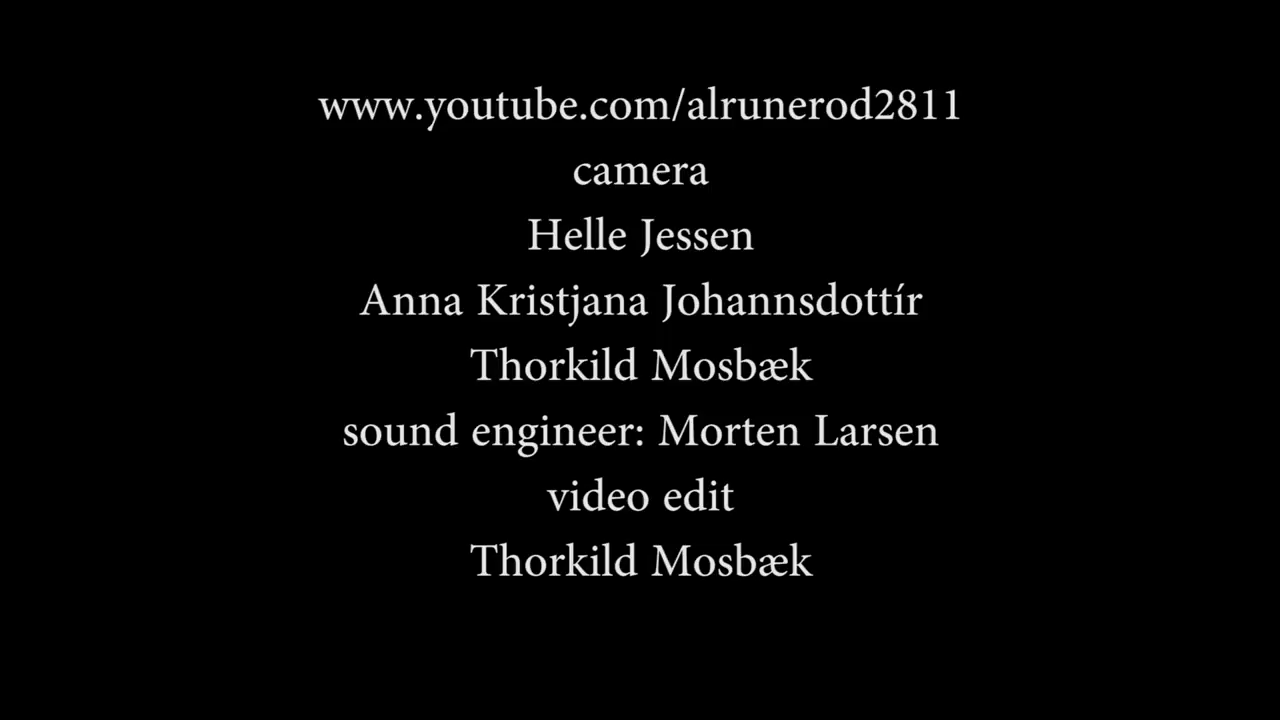 www.youtube.com/alrunerod2811
camera
Helle Jessen
Anna Kristjana Johannsdottír
Thorkild Mosbæk
sound engineer: Morten Larsen
video edit
Thorkild Mosbæk